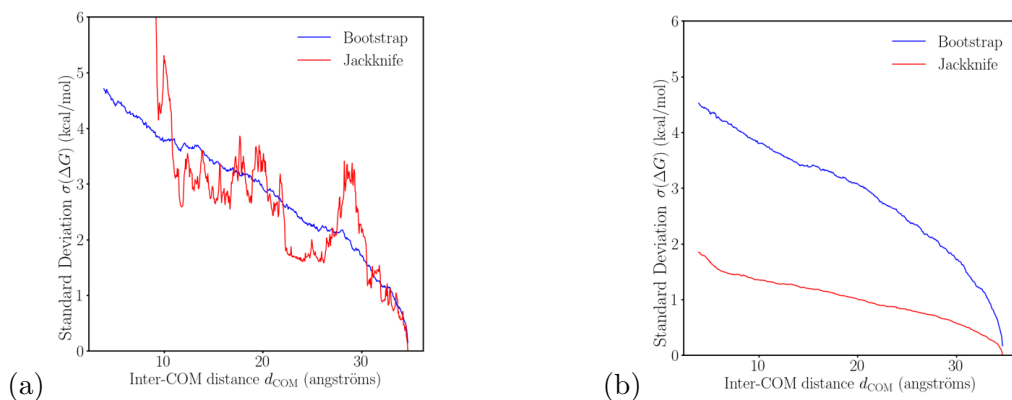 6
5
4
3
2
1
0
Standard Deviation σ(ΔG) (kcal/mol)
Bootstrap
Jackknife
10
20
30
Inter-COM distance d_COM (angströms)
(a)
6
5
4
3
2
1
0
Standard Deviation σ(ΔG) (kcal/mol)
Bootstrap
Jackknife
10
20
30
Inter-COM distance d_COM (angströms)
(b)